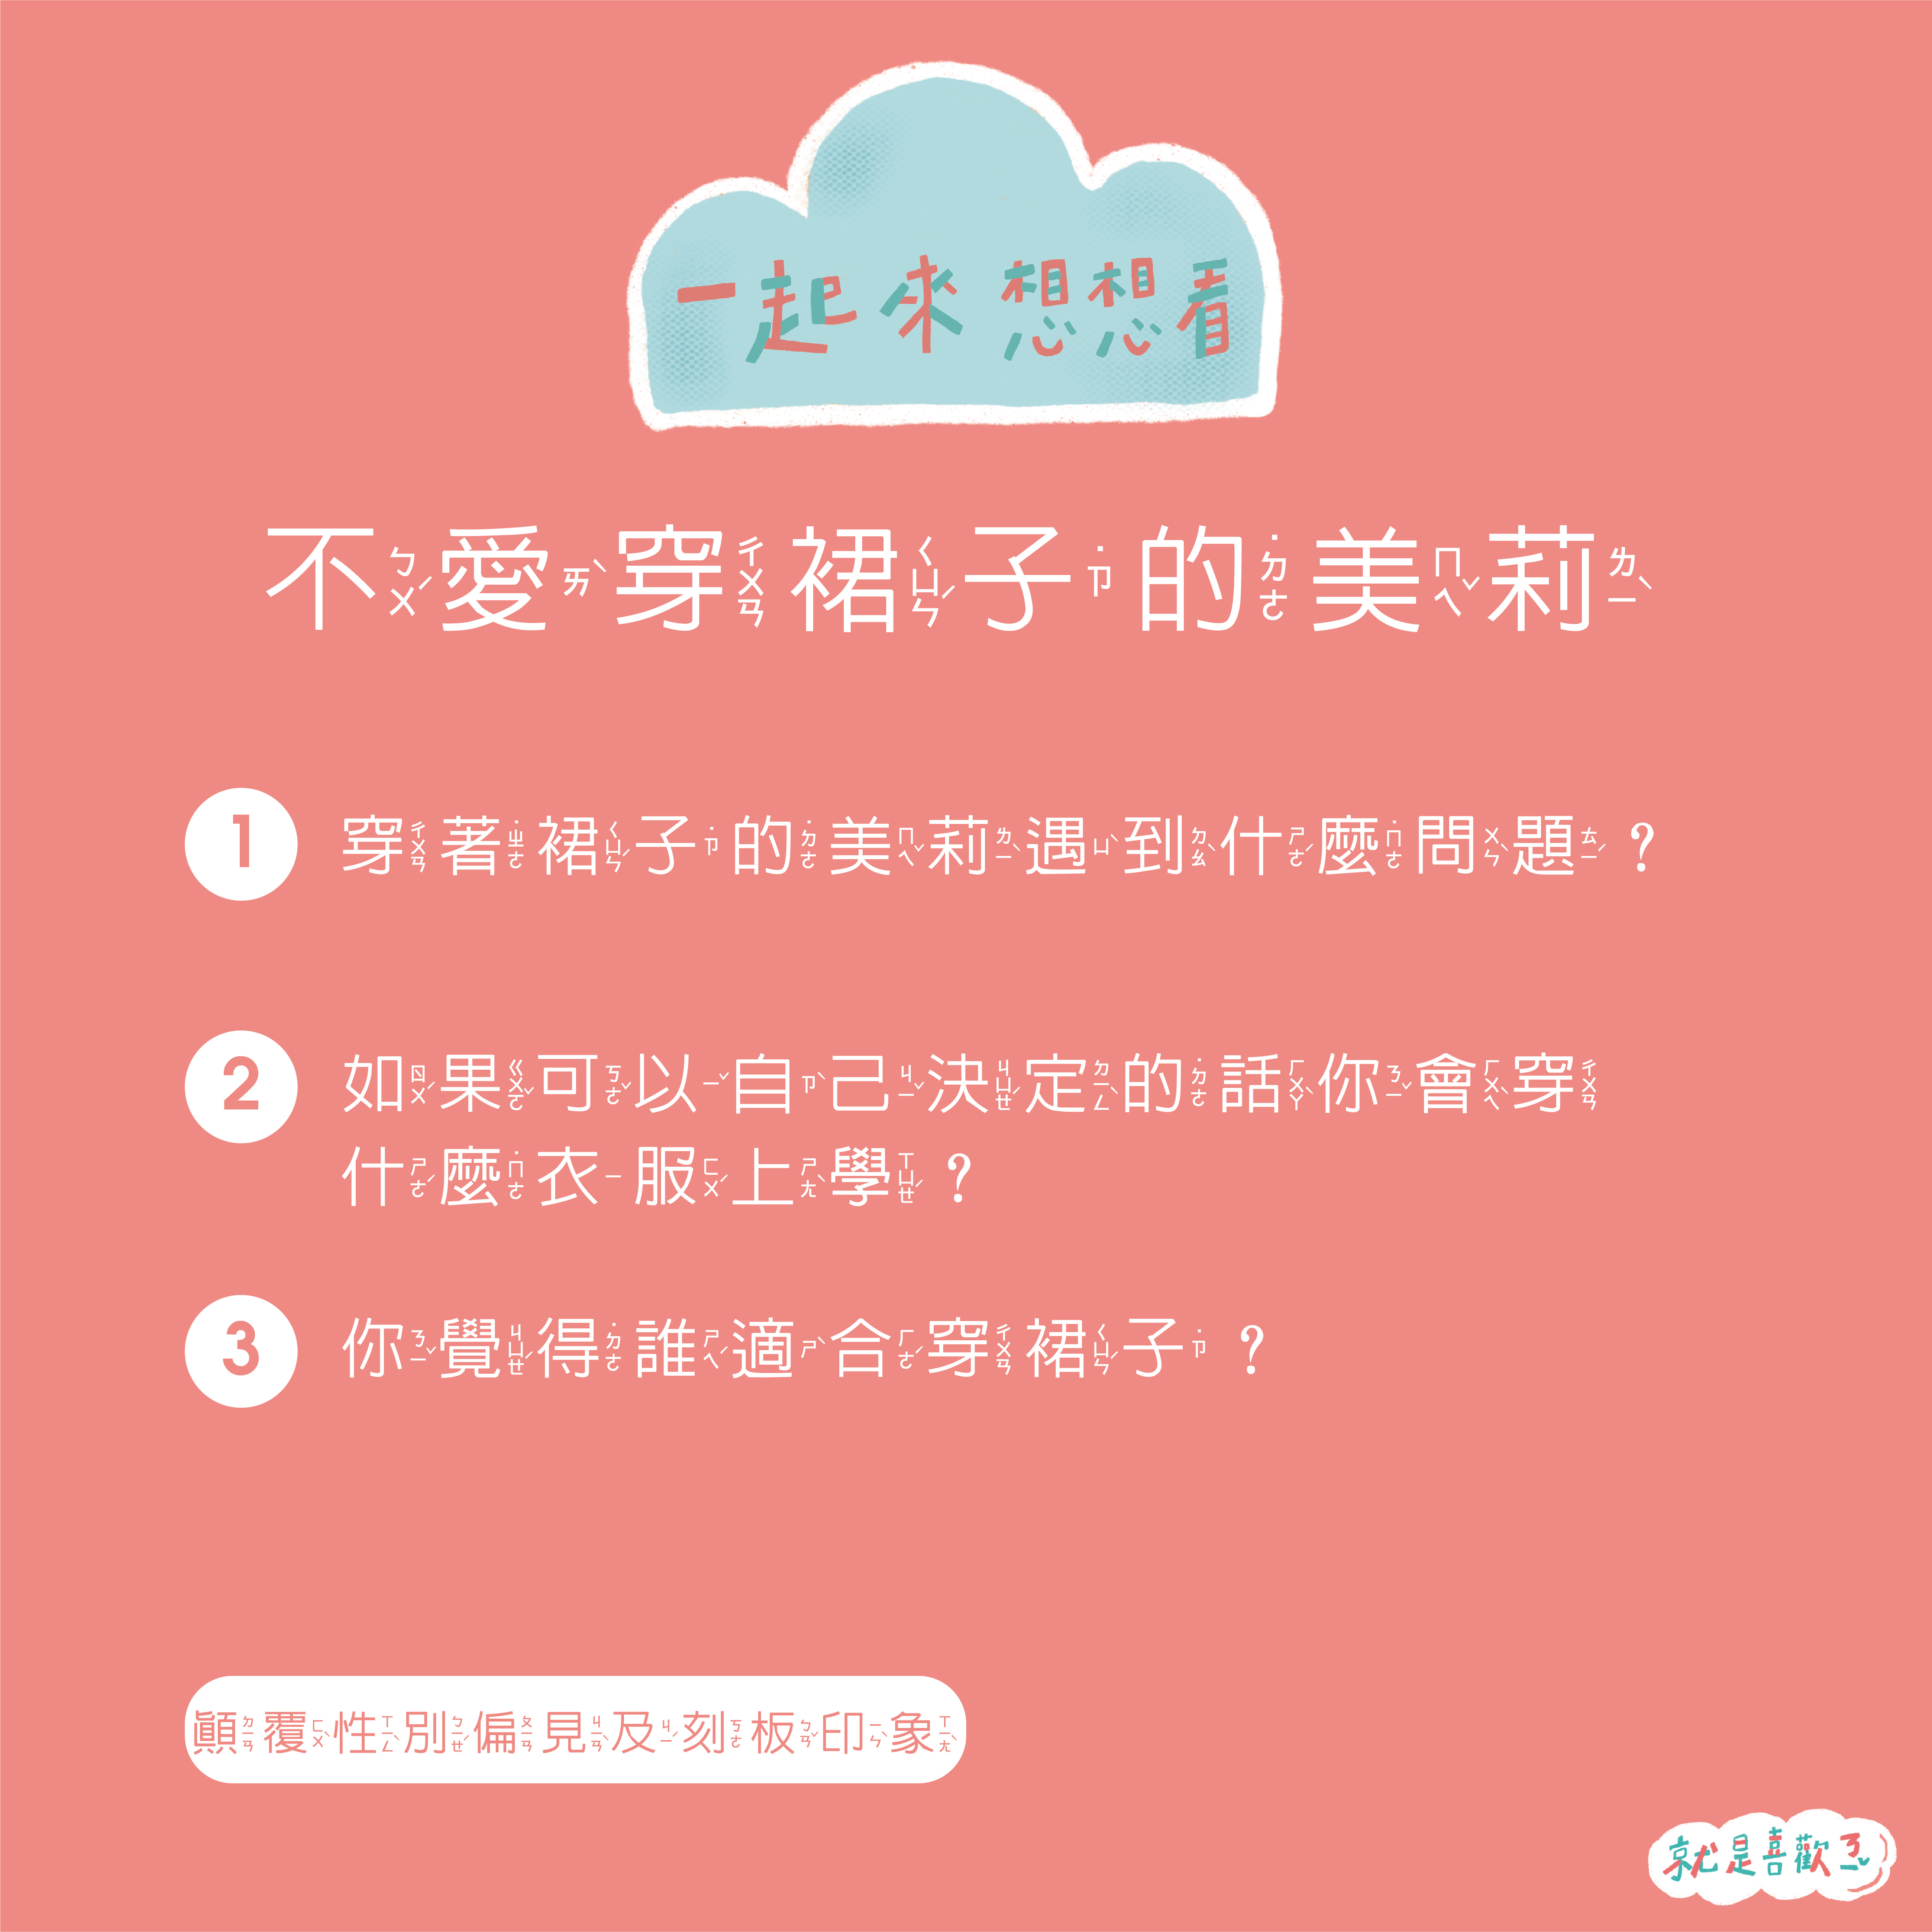 一起來想想看
不愛穿裙子的美莉
1 穿著裙子的美莉遇到什麼問題？
2 如果可以自己決定的話你會穿
什麼衣服上學？
3 你覺得誰適合穿裙子？
顛覆性別偏見及刻板印象
就是喜歡ㄋㄧˇ